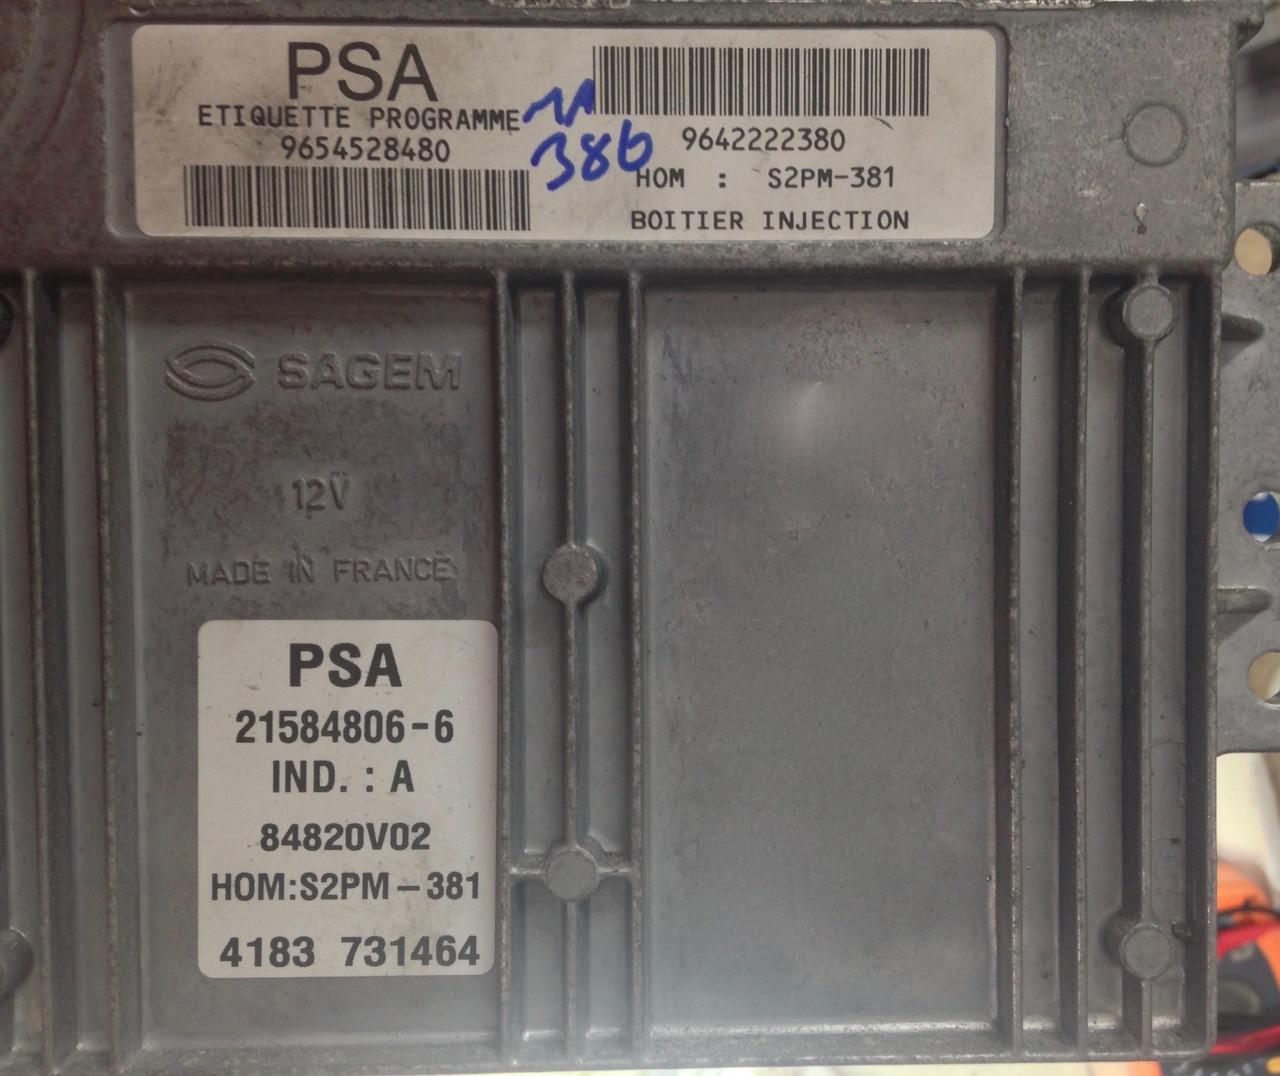 PSA
ETIQUETTE PROGRAMME
9654528480
386
9642222380
HOM : S2PM-381
BOITIER INJECTION
SAGEM
12V
MADE IN FRANCE
PSA
21584806-6
IND. : A
84820V02
HOM:S2PM-381
4183 731464